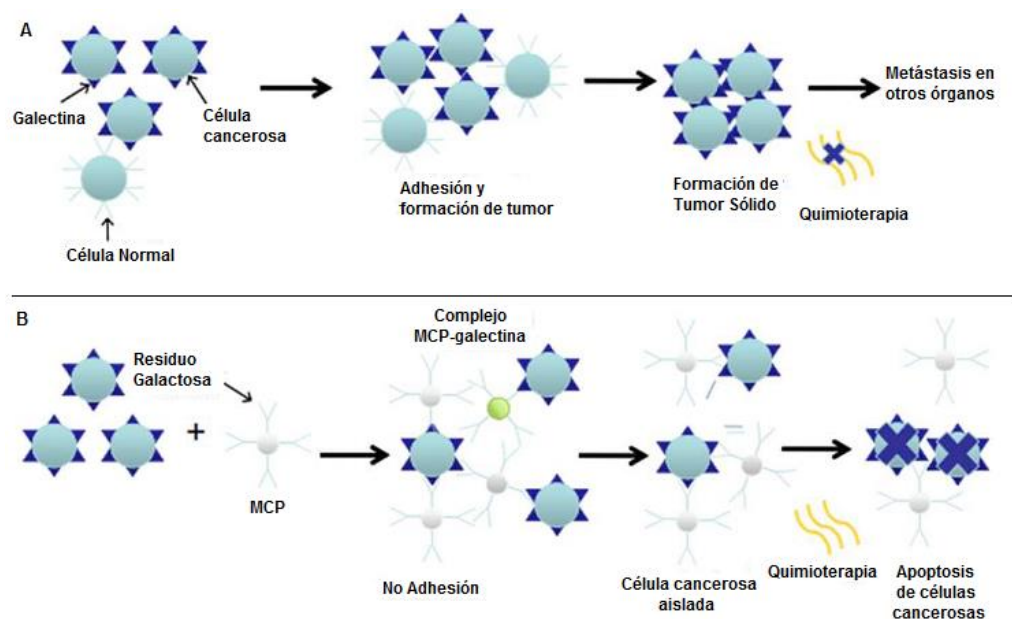 A
Galectina
Célula
cancerosa
Célula Normal
Adhesión y
formación de tumor
Formación de
Tumor Sólido
Quimioterapia
Metástasis en
otros órganos
B
Residuo
Galactosa
+
MCP
Complejo
MCP-galectina
No Adhesión
Célula cancerosa
aislada
Quimioterapia
Apoptosis
de células
cancerosas